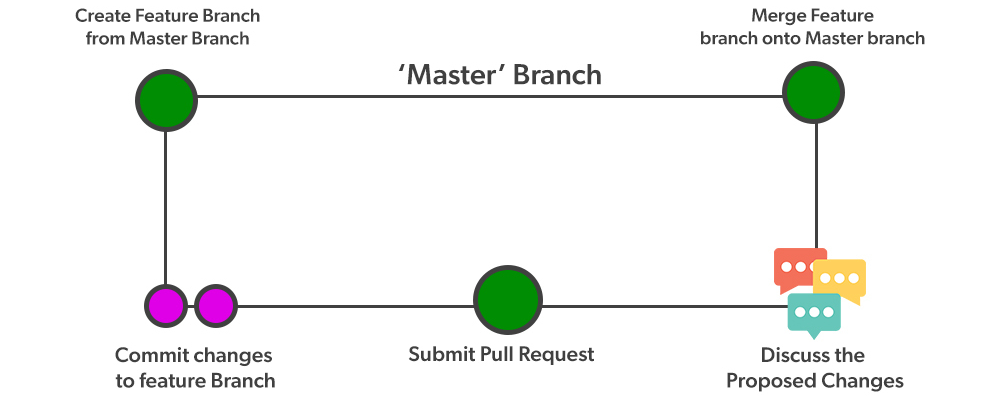 Create Feature Branch
from Master Branch
Merge Feature
branch onto Master branch
‘Master’ Branch
Commit changes
to feature Branch
Submit Pull Request
Discuss the
Proposed Changes